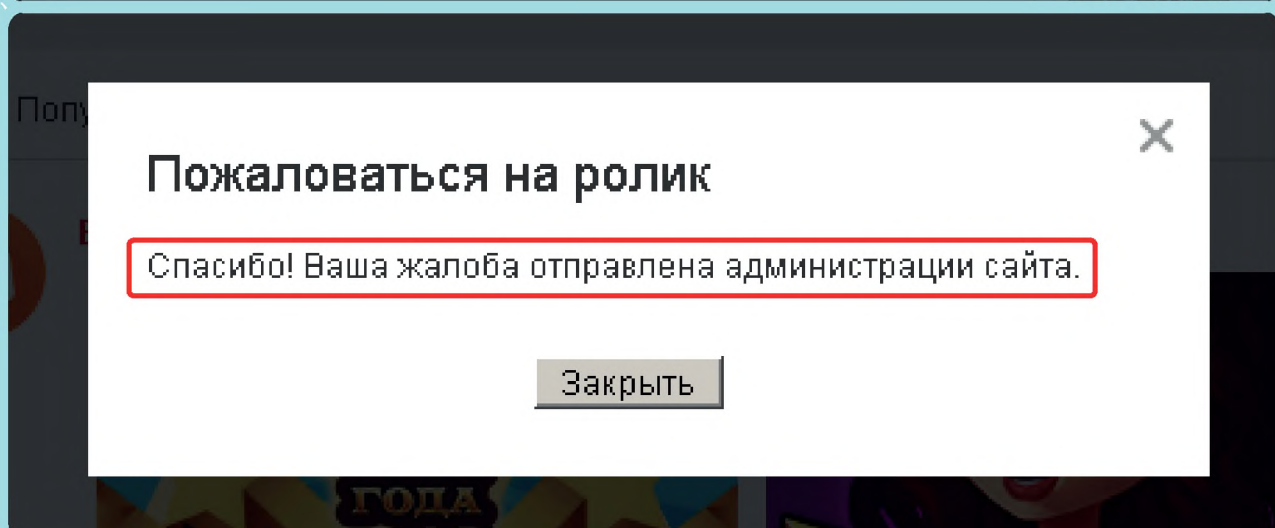 Попу
Пожаловаться на ролик
Спасибо! Ваша жалоба отправлена администрации сайта.
Закрыть
ГОДА